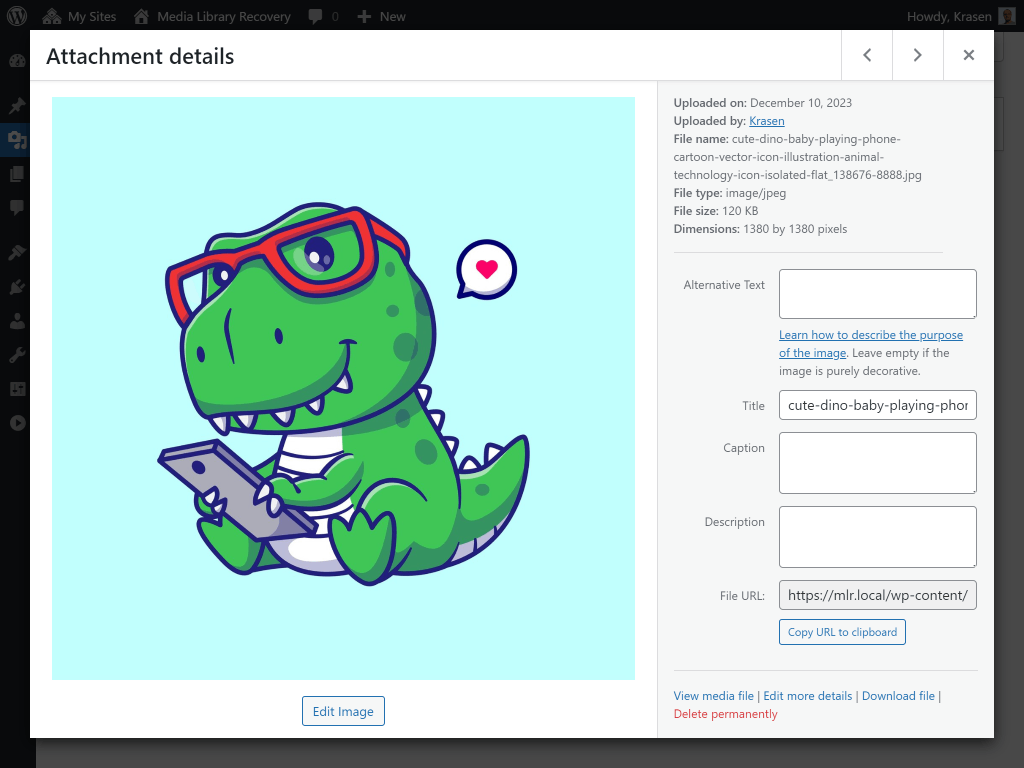 My Sites Media Library Recovery 0 New Howdy, Krasen
Attachment details
Uploaded on: December 10, 2023
Uploaded by: Krasen
File name: cute-dino-baby-playing-phone-
cartoon-vector-icon-illustration-animal-
technology-icon-isolated-flat_138676-8888.jpg
File type: image/jpeg
File size: 120 KB
Dimensions: 1380 by 1380 pixels
Alternative Text
Learn how to describe the purpose
of the image. Leave empty if the
image is purely decorative.
Title cute-dino-baby-playing-phon
Caption
Description
File URL: https://mlr.local/wp-content/
Copy URL to clipboard
View media file | Edit more details | Download file |
Delete permanently
Edit Image